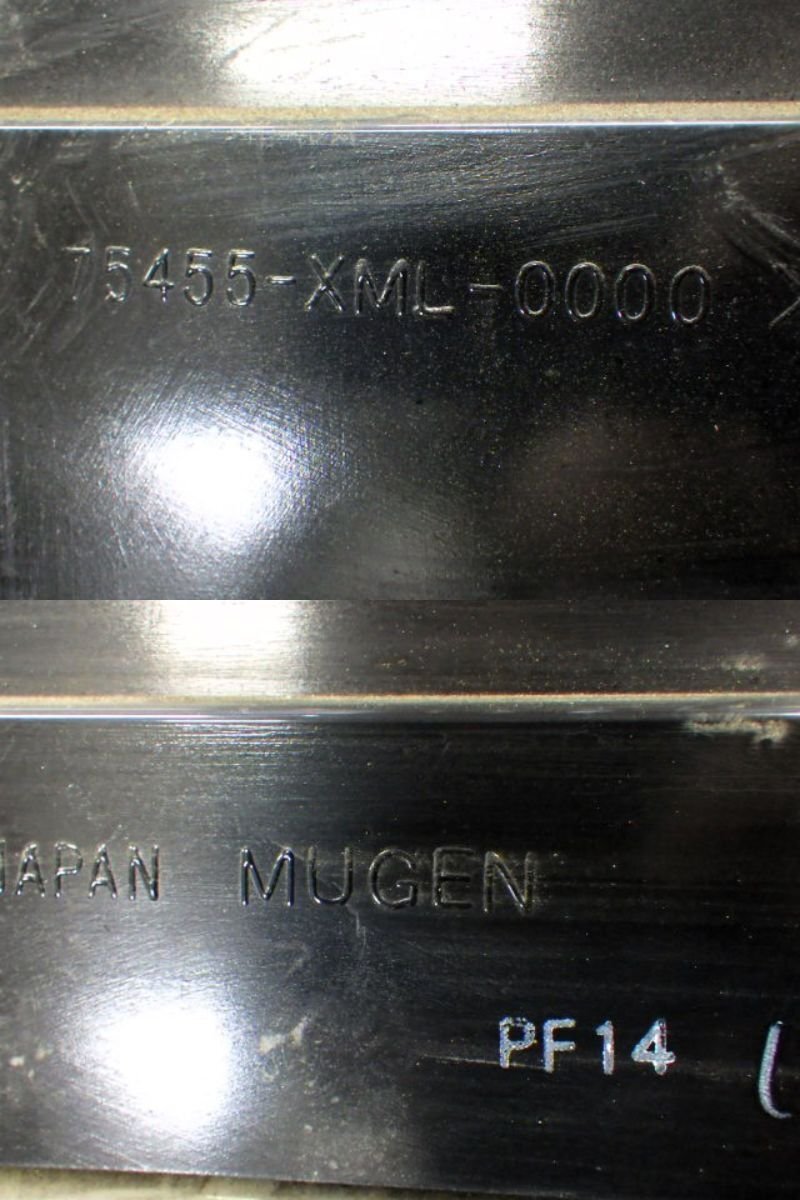 75455-XML-0000
JAPAN MUGEN
PF14 (